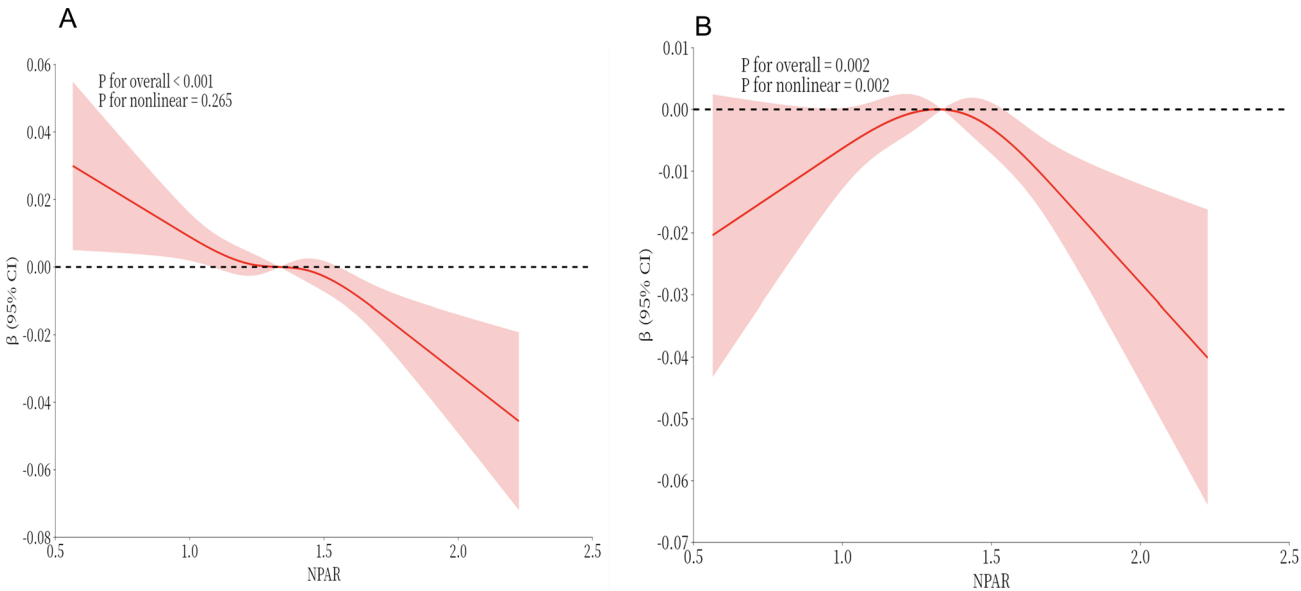 A
P for overall < 0.001
P for nonlinear = 0.265
0.06
0.04
0.02
0.00
-0.02
-0.04
-0.06
-0.08
β (95% CI)
0.5 1.0 1.5 2.0 2.5
NPAR
B
P for overall = 0.002
P for nonlinear = 0.002
0.01
0.00
-0.01
-0.02
-0.03
-0.04
-0.05
-0.06
-0.07
β (95% CI)
0.5 1.0 1.5 2.0 2.5
NPAR